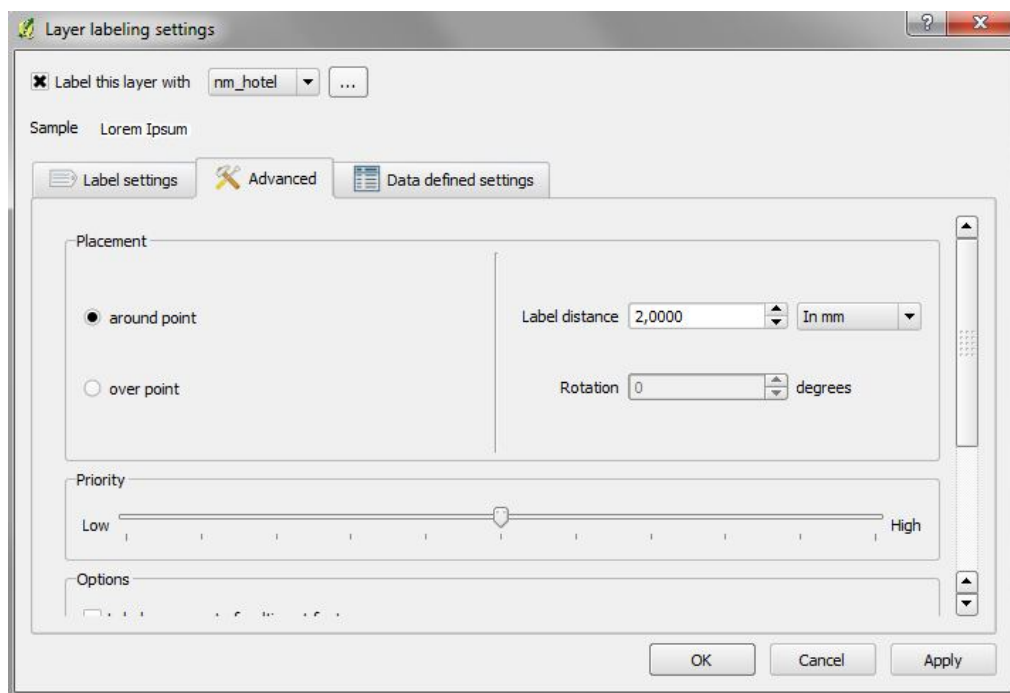 Layer labeling settings
Label this layer with nm_hotel ...
Sample Lorem Ipsum
Label settings Advanced Data defined settings
Placement
around point Label distance 2,0000 In mm
over point Rotation 0 degrees
Priority
Low High
Options
OK Cancel Apply